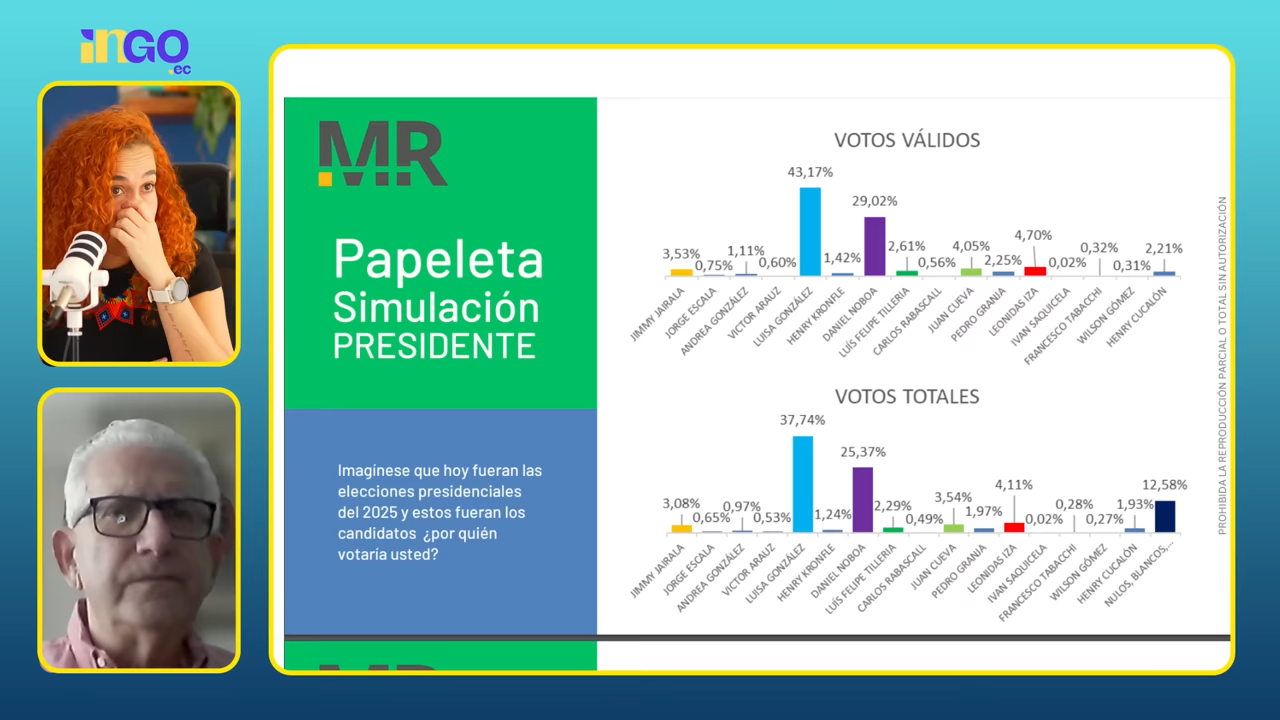 inGO
.ec
MR
Papeleta
Simulación
PRESIDENTE
Imagínese que hoy fueran las
elecciones presidenciales
del 2025 y estos fueran los
candidatos ¿por quién
votaría usted?
VOTOS VÁLIDOS
3,53%
0,75%
1,11%
0,60%
43,17%
1,42%
29,02%
2,61%
0,56%
4,05%
2,25%
4,70%
0,02%
0,32%
0,31%
2,21%
JIMMY JAIRALA
JORGE ESCALA
ANDREA GONZÁLEZ
VICTOR ARAUZ
LUISA GONZÁLEZ
HENRY KRONFLE
DANIEL NOBOA
LUÍS FELIPE TILLERIA
CARLOS RABASCALL
JUAN CUEVA
PEDRO GRANJA
LEONIDAS IZA
IVAN SAQUICELA
FRANCESCO TABACCHI
WILSON GÓMEZ
HENRY CUCALÓN
VOTOS TOTALES
3,08%
0,65%
0,97%
0,53%
37,74%
1,24%
25,37%
2,29%
0,49%
3,54%
1,97%
4,11%
0,02%
0,28%
0,27%
1,93%
12,58%
JIMMY JAIRALA
JORGE ESCALA
ANDREA GONZÁLEZ
VICTOR ARAUZ
LUISA GONZÁLEZ
HENRY KRONFLE
DANIEL NOBOA
LUÍS FELIPE TILLERIA
CARLOS RABASCALL
JUAN CUEVA
PEDRO GRANJA
LEONIDAS IZA
IVAN SAQUICELA
FRANCESCO TABACCHI
WILSON GÓMEZ
HENRY CUCALÓN
NULOS, BLANCOS,...
PROHIBIDA LA REPRODUCCIÓN PARCIAL O TOTAL SIN AUTORIZACIÓN
MR